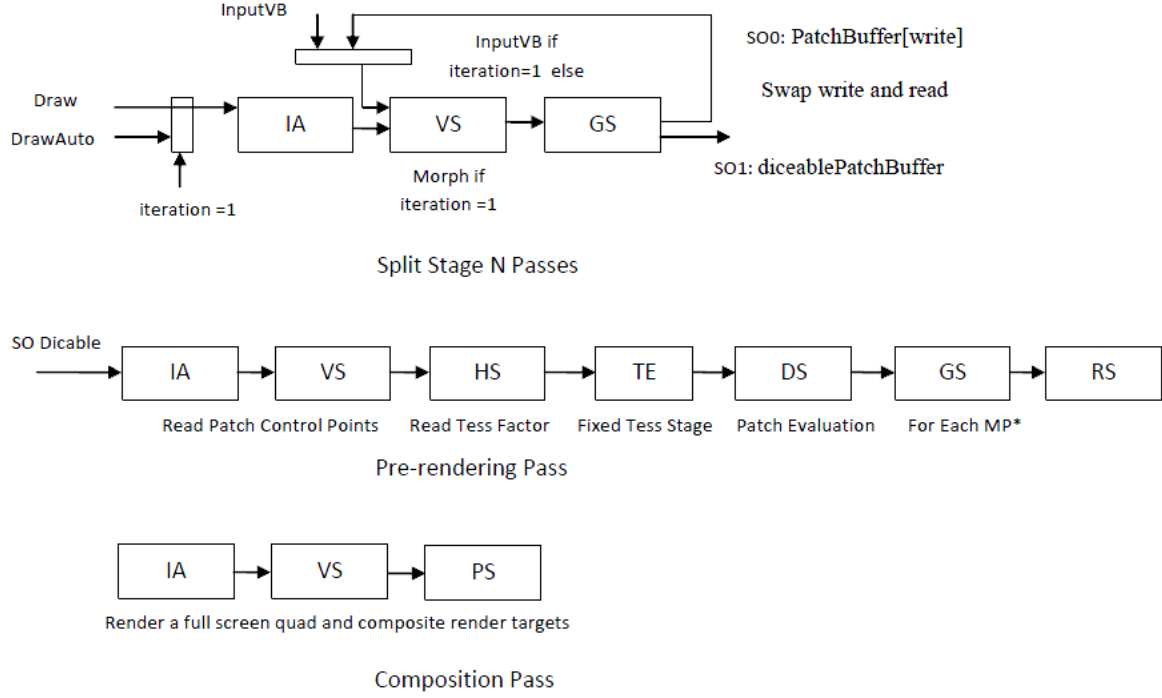 InputVB
SO0: PatchBuffer[write]
InputVB if
iteration=1 else
Swap write and read
Draw
DrawAuto
IA
VS
GS
SO1: diceablePatchBuffer
Morph if
iteration =1
iteration =1
Split Stage N Passes
SO Dicable
IA
VS
HS
TE
DS
GS
RS
Read Patch Control Points
Read Tess Factor
Fixed Tess Stage
Patch Evaluation
For Each MP*
Pre-rendering Pass
IA
VS
PS
Render a full screen quad and composite render targets
Composition Pass